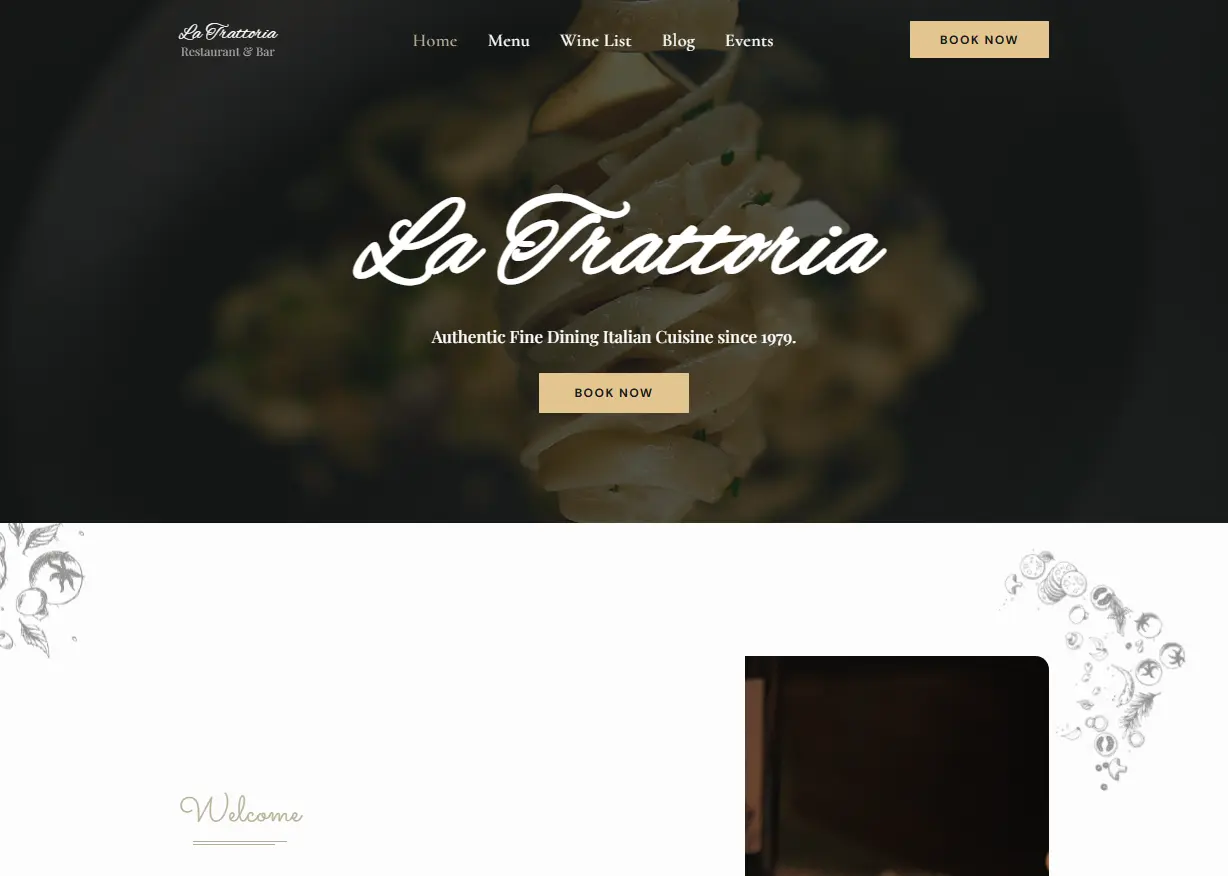 La Trattoria
Restaurant & Bar
Home Menu Wine List Blog Events
BOOK NOW
La Trattoria
Authentic Fine Dining Italian Cuisine since 1979.
BOOK NOW
Welcome